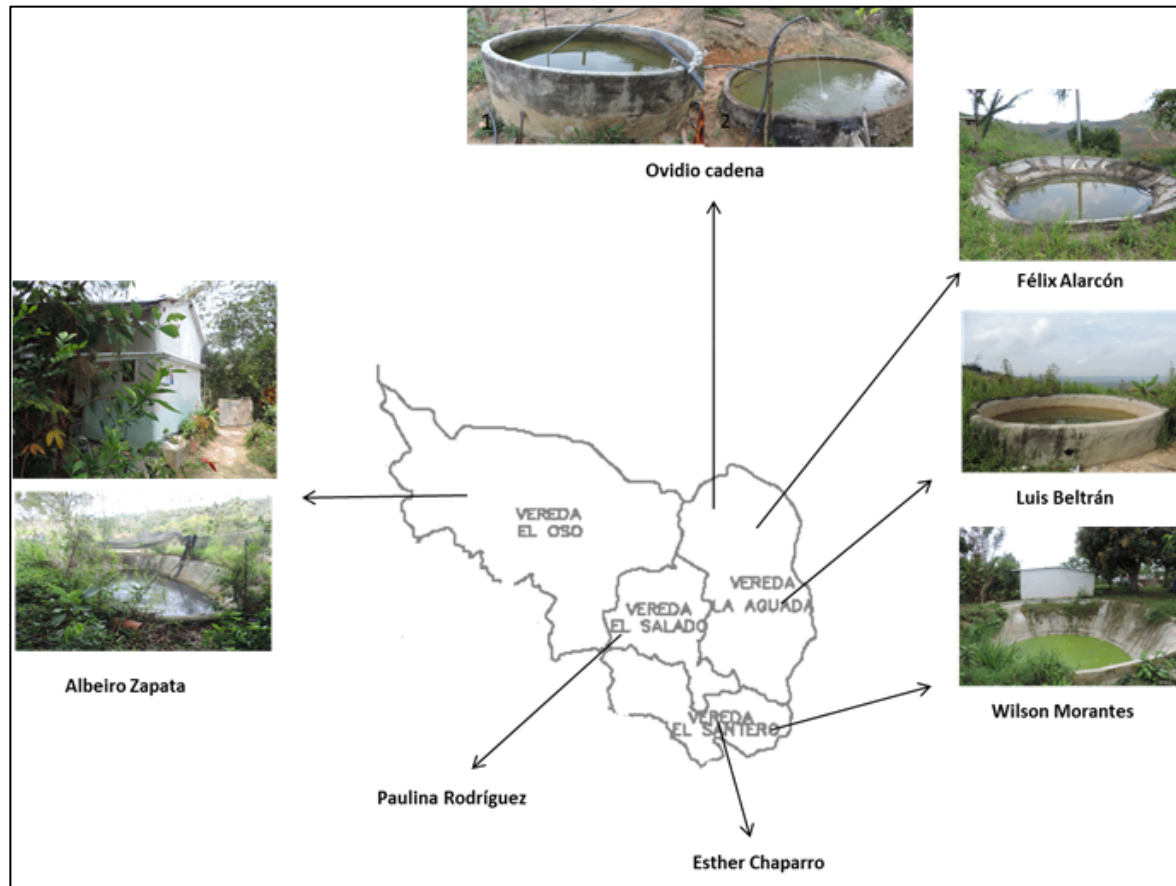 1
2
Ovidio cadena
Félix Alarcón
Luis Beltrán
VEREDA
EL OSO
VEREDA
LA AGUADA
VEREDA
EL SALADO
Albeiro Zapata
VEREDA
EL SANTERO
Wilson Morantes
Paulina Rodríguez
Esther Chaparro